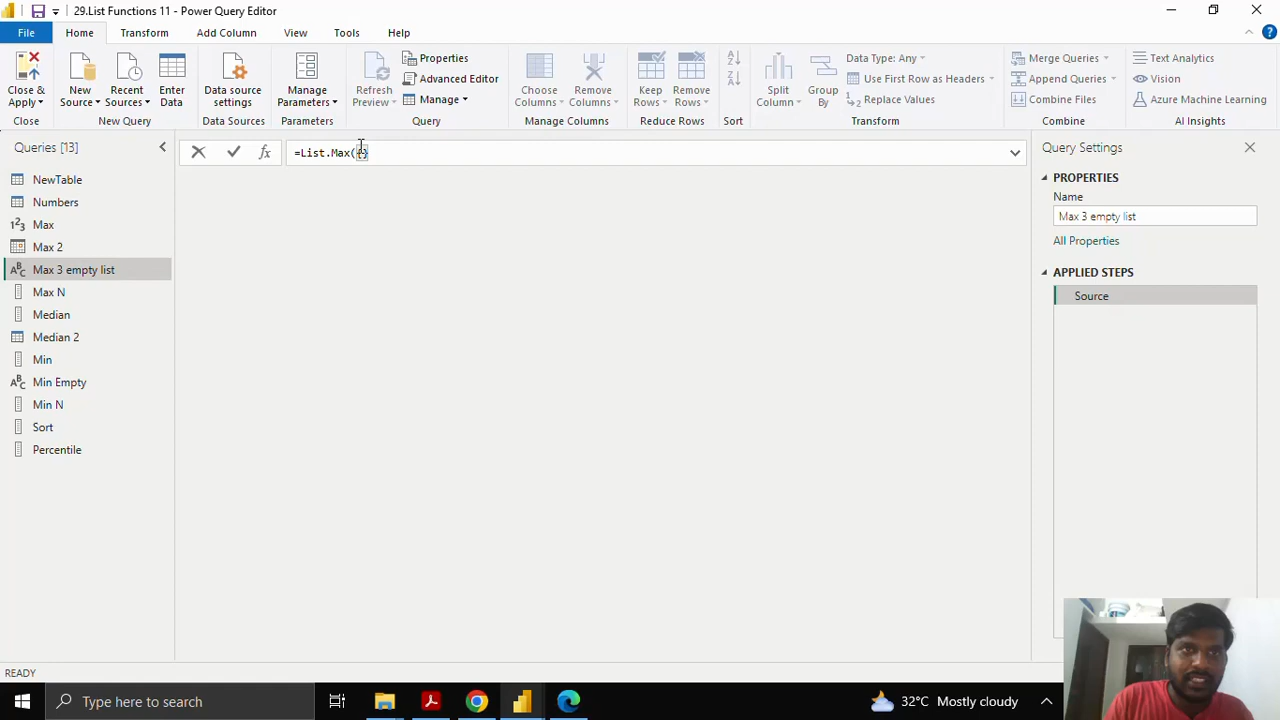 29.List Functions 11 - Power Query Editor
File Home Transform Add Column View Tools Help
Close & Apply
New Source
Recent Sources
Enter Data
Data source settings
Manage Parameters
Refresh Preview
Properties
Advanced Editor
Manage
Choose Columns
Remove Columns
Keep Rows
Remove Rows
Split Column
Group By
Data Type: Any
Use First Row as Headers
Replace Values
Merge Queries
Append Queries
Combine Files
Text Analytics
Vision
Azure Machine Learning
Close New Query Data Sources Parameters Query Manage Columns Reduce Rows Sort Transform Combine AI Insights
Queries [13]
=List.Max({}
NewTable
Numbers
Max
Max 2
Max 3 empty list
Max N
Median
Median 2
Min
Min Empty
Min N
Sort
Percentile
Query Settings
PROPERTIES
Name
Max 3 empty list
All Properties
APPLIED STEPS
Source
READY
Type here to search
32°C Mostly cloudy